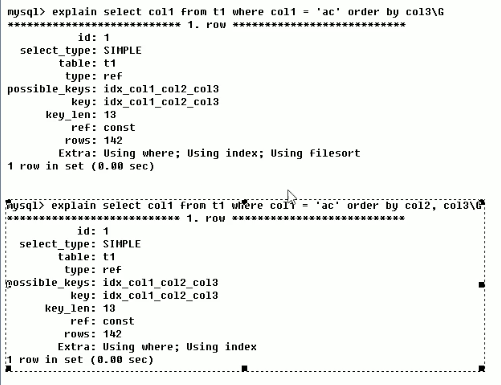 mysql> explain select col1 from t1 where col1 = 'ac' order by col3\G
*************************** 1. row ***************************
id: 1
select_type: SIMPLE
table: t1
type: ref
possible_keys: idx_col1_col2_col3
key: idx_col1_col2_col3
key_len: 13
ref: const
rows: 142
Extra: Using where; Using index; Using filesort
1 row in set (0.00 sec)
mysql> explain select col1 from t1 where col1 = 'ac' order by col2, col3\G
*************************** 1. row ***************************
id: 1
select_type: SIMPLE
table: t1
type: ref
possible_keys: idx_col1_col2_col3
key: idx_col1_col2_col3
key_len: 13
ref: const
rows: 142
Extra: Using where; Using index
1 row in set (0.00 sec)